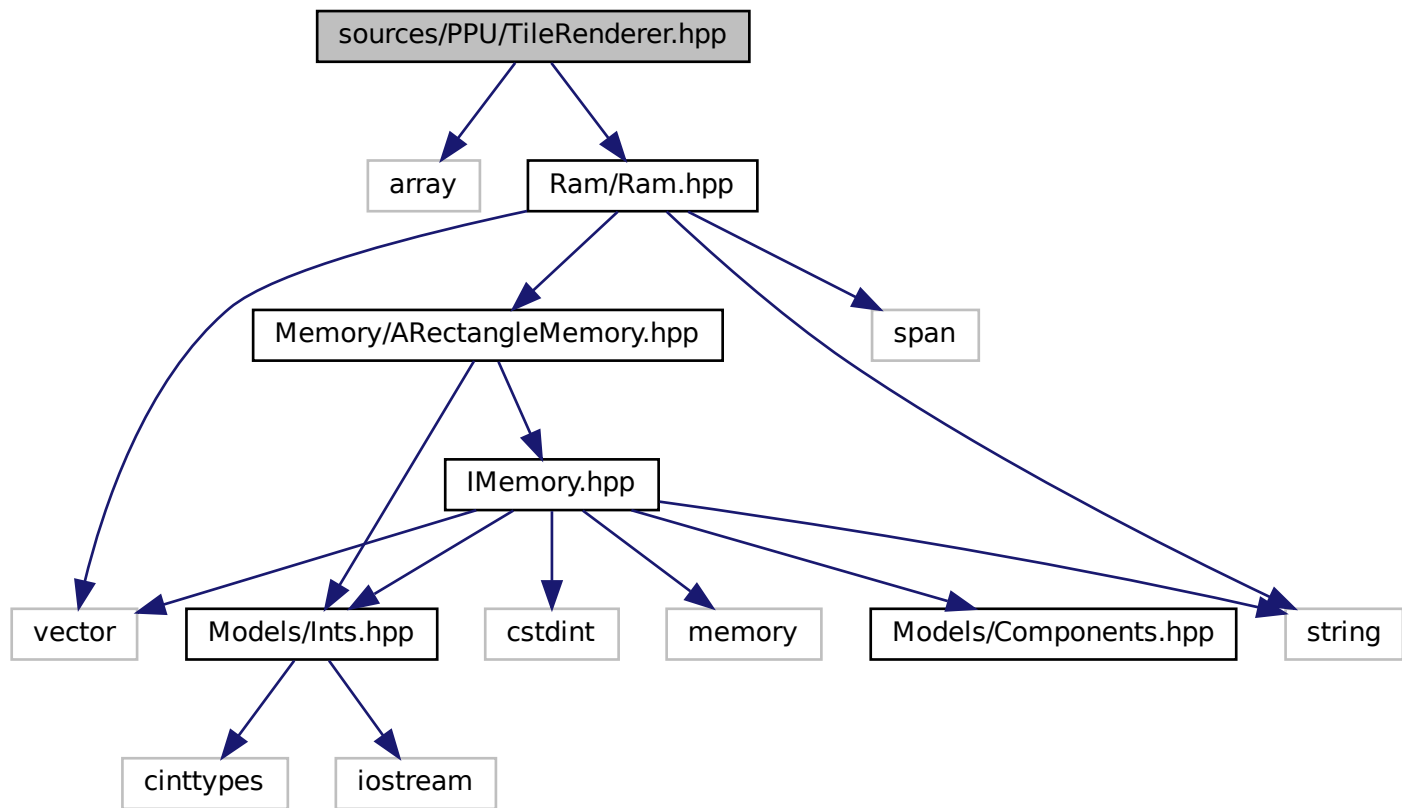 sources/PPU/TileRenderer.hpp
array
Ram/Ram.hpp
Memory/ARectangleMemory.hpp
span
IMemory.hpp
vector
Models/Ints.hpp
cstdint
memory
Models/Components.hpp
string
cinttypes
iostream